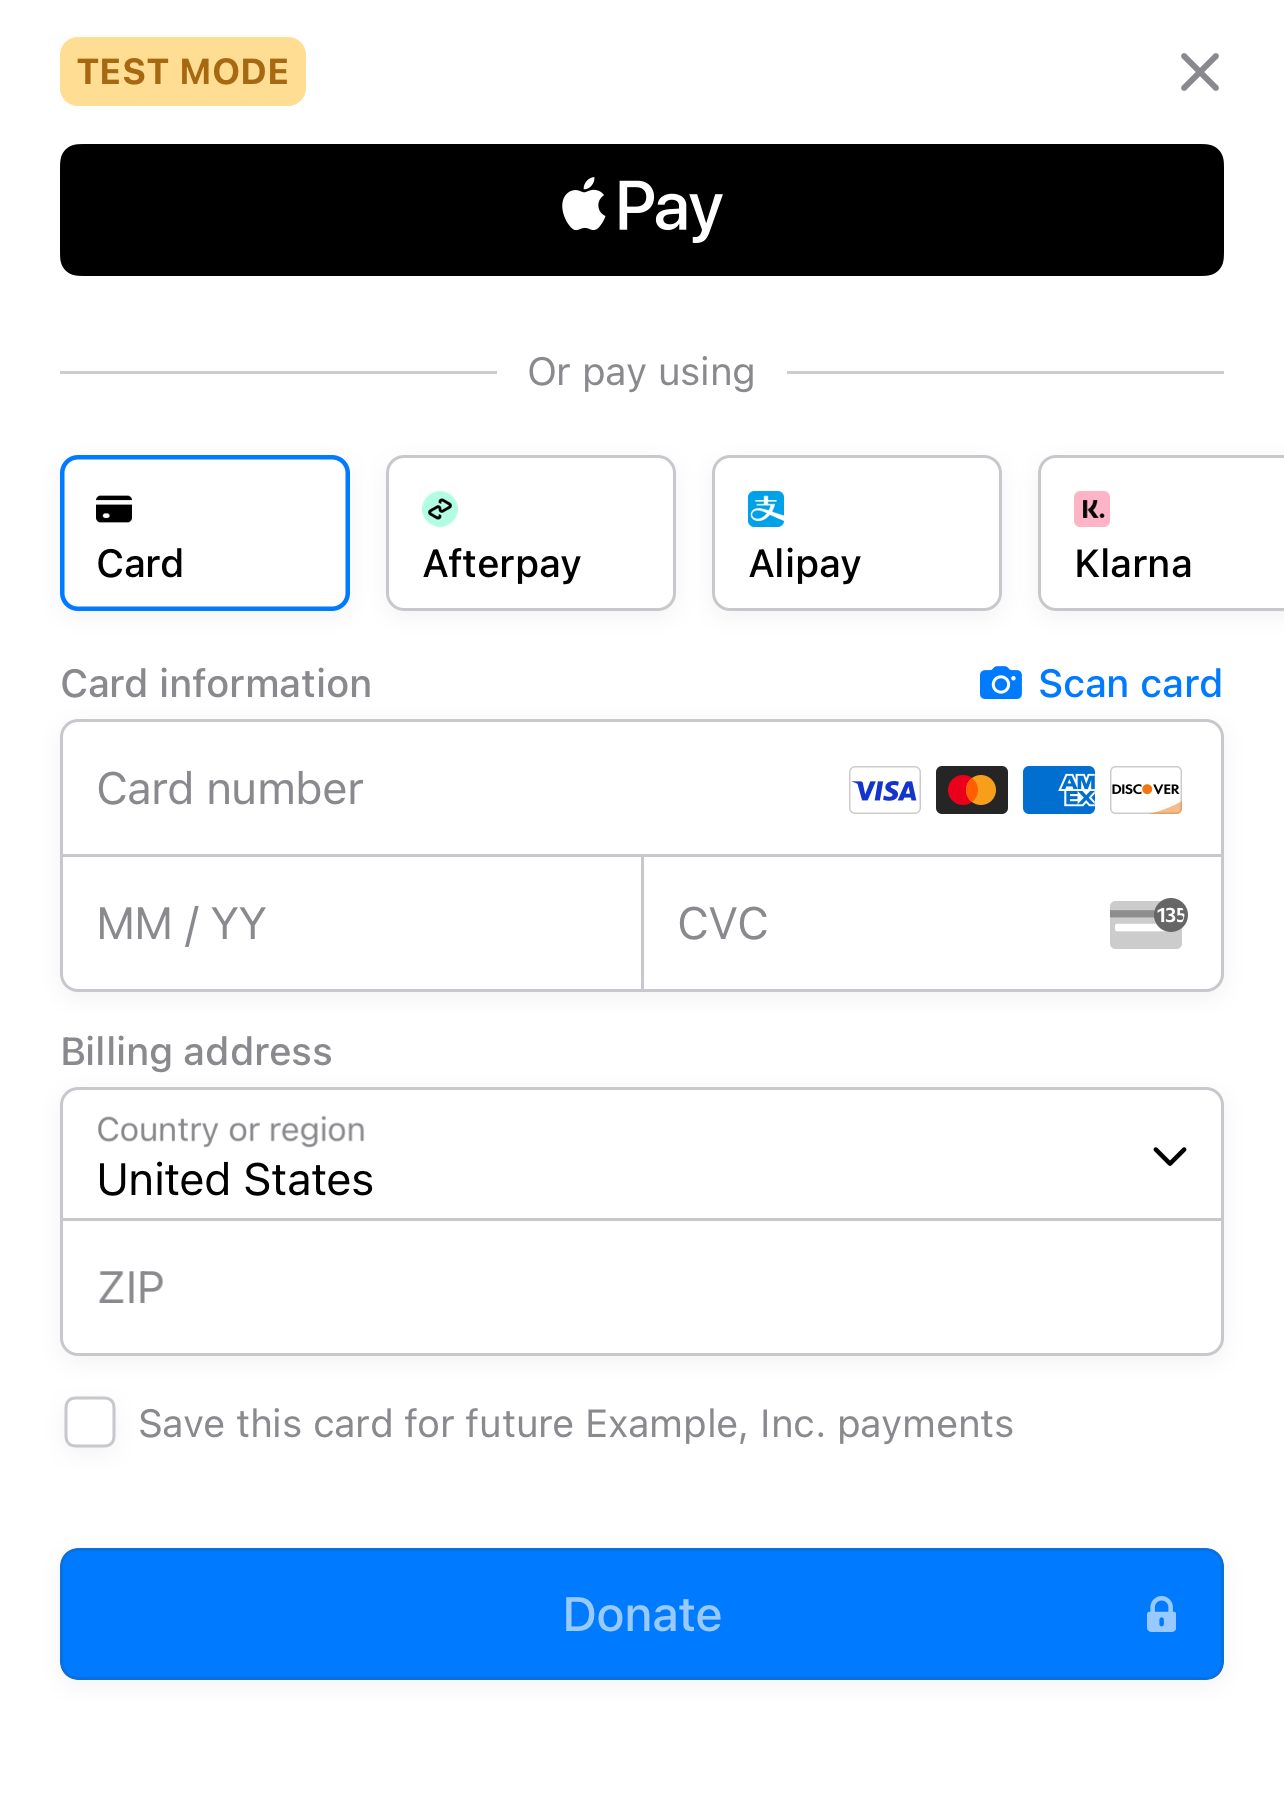 TEST MODE
Pay
Or pay using
Card
Afterpay
支
Alipay
K.
Klarna
Card information
Scan card
Card number
VISA
AMEX
DISCOVER
MM / YY
CVC
135
Billing address
Country or region
United States
ZIP
Save this card for future Example, Inc. payments
Donate